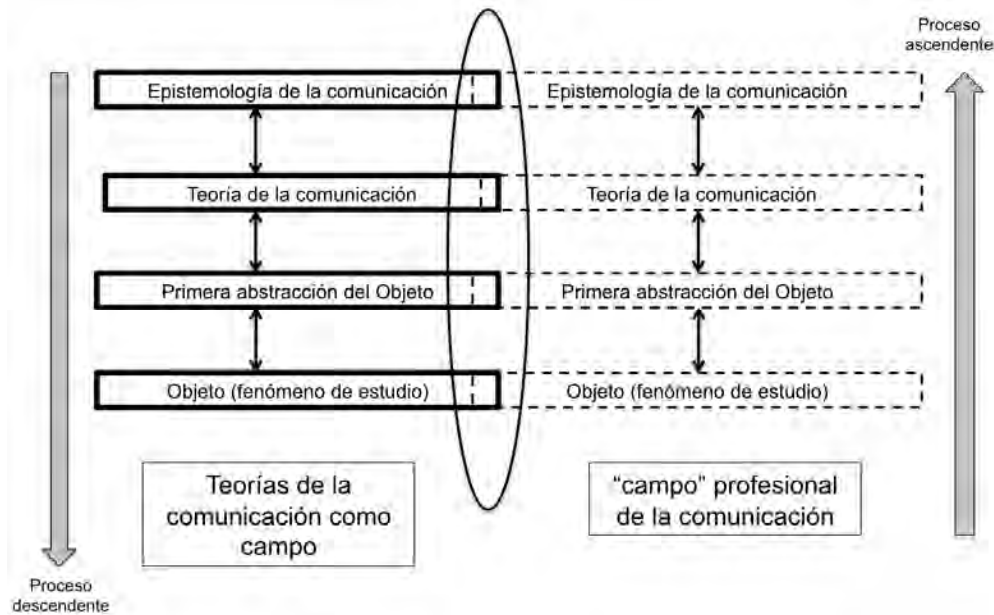 Proceso
ascendente
Epistemología de la comunicación
Epistemología de la comunicación
Teoría de la comunicación
Teoría de la comunicación
Primera abstracción del Objeto
Primera abstracción del Objeto
Objeto (fenómeno de estudio)
Objeto (fenómeno de estudio)
Teorías de la
comunicación como
campo
“campo” profesional
de la comunicación
Proceso
descendente